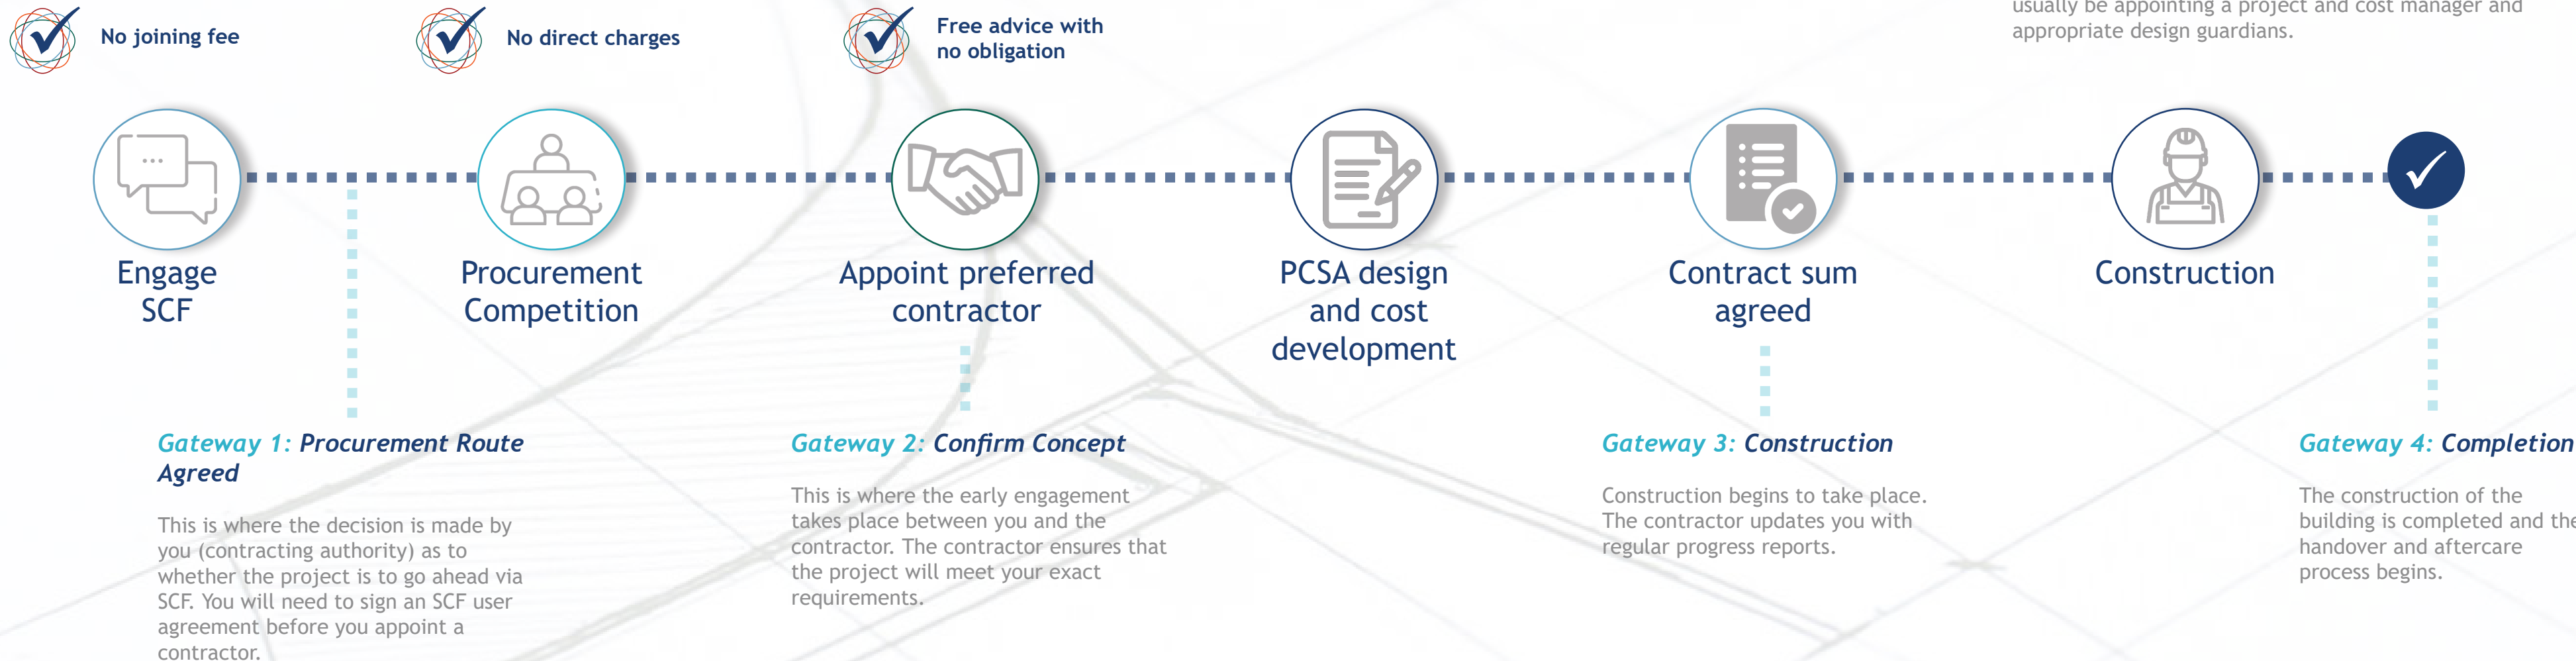 No joining fee
No direct charges
Free advice with
no obligation
usually be appointing a project and cost manager and
appropriate design guardians.
Engage
SCF
Procurement
Competition
Appoint preferred
contractor
PCSA design
and cost
development
Contract sum
agreed
Construction
Gateway 1: Procurement Route
Agreed
This is where the decision is made by
you (contracting authority) as to
whether the project is to go ahead via
SCF. You will need to sign an SCF user
agreement before you appoint a
contractor.
Gateway 2: Confirm Concept
This is where the early engagement
takes place between you and the
contractor. The contractor ensures that
the project will meet your exact
requirements.
Gateway 3: Construction
Construction begins to take place.
The contractor updates you with
regular progress reports.
Gateway 4: Completion
The construction of the
building is completed and the
handover and aftercare
process begins.